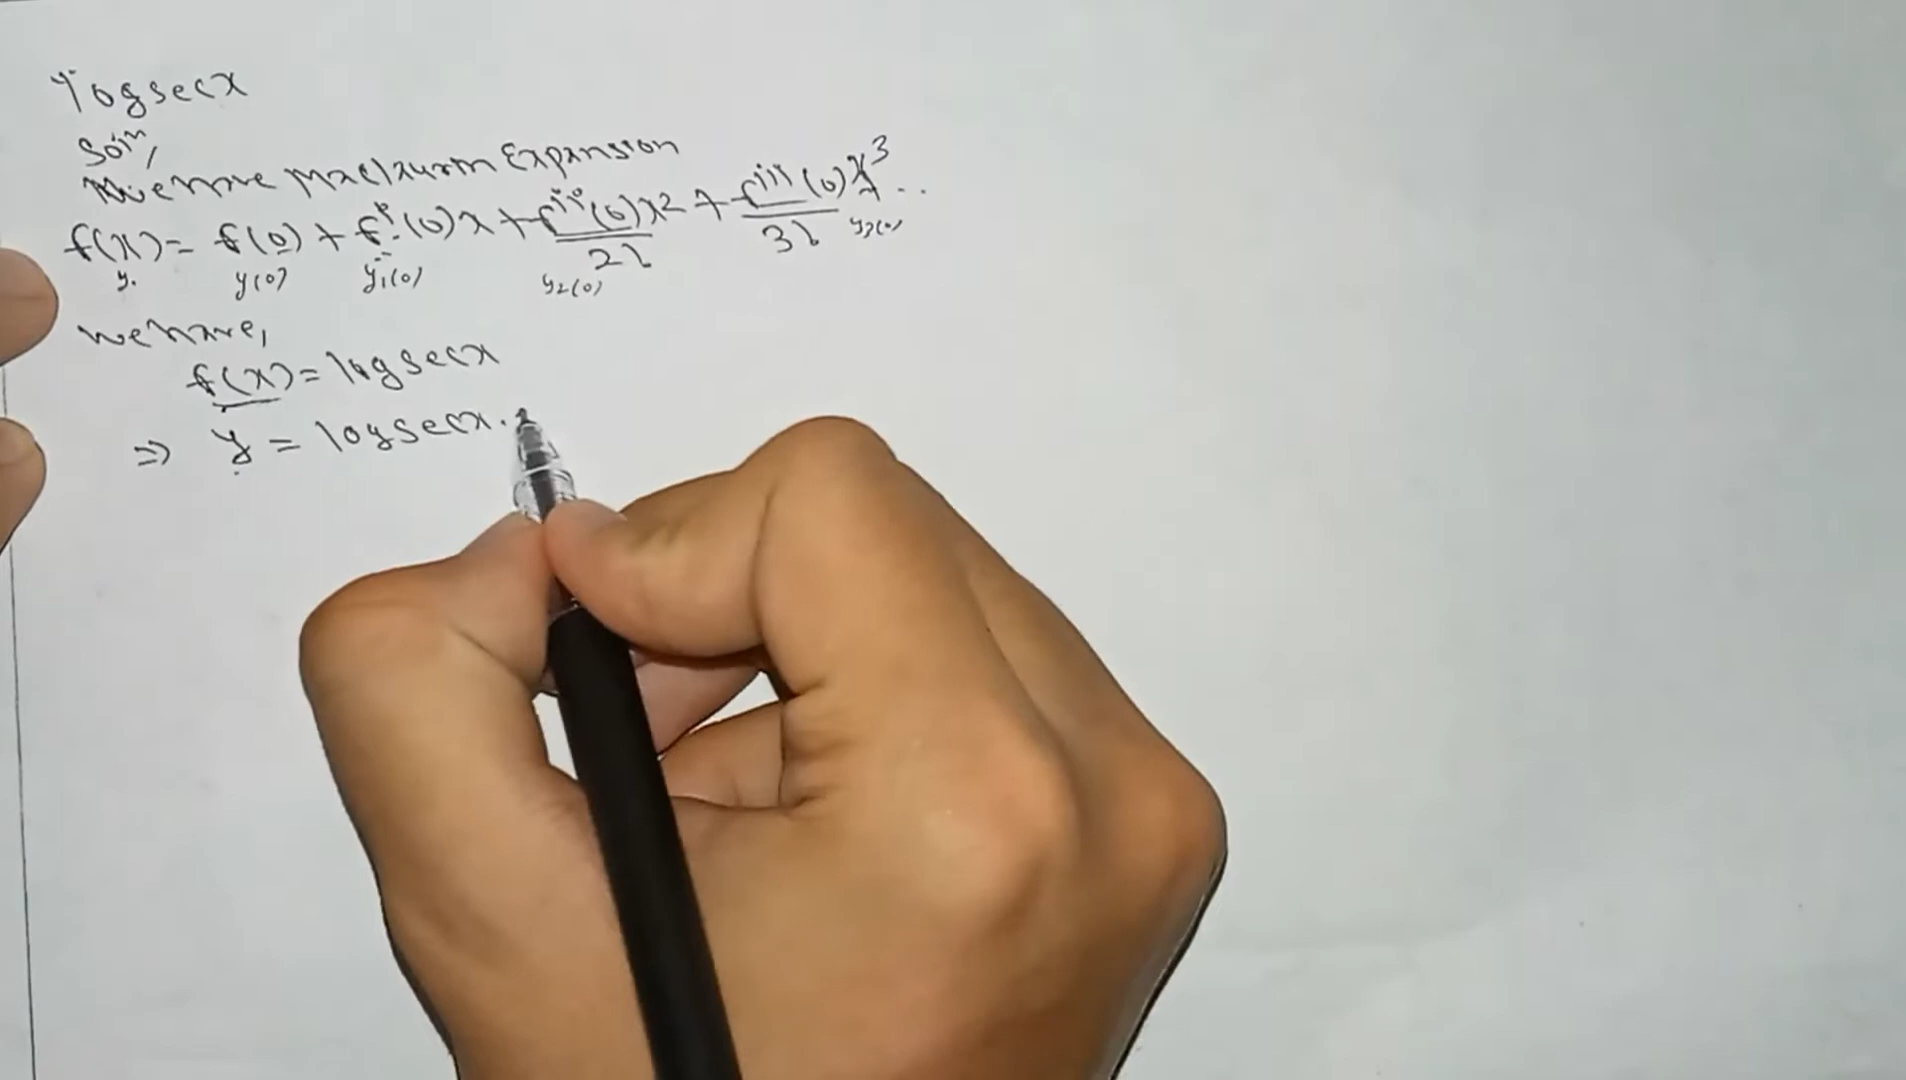 logsecx
Soln,
We have Maclaurin Expansion
f(x) = f(0) + f'(0)x + f''(0)x2 / 2! + f'''(0)x3 / 3! + ..
y. y(0) y1(0) y2(0) y3(0)
we have,
f(x) = logsecx
⇒ y = logsecx.